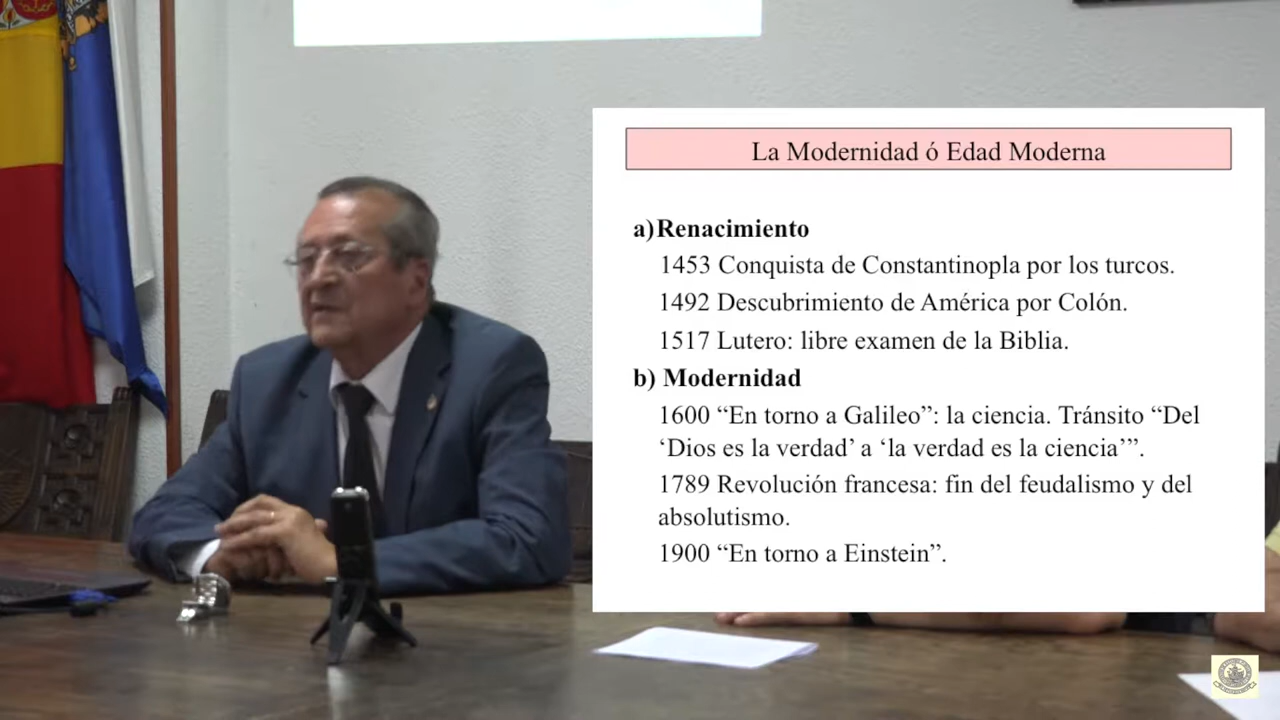 La Modernidad ó Edad Moderna
a)Renacimiento
1453 Conquista de Constantinopla por los turcos.
1492 Descubrimiento de América por Colón.
1517 Lutero: libre examen de la Biblia.
b) Modernidad
1600 “En torno a Galileo”: la ciencia. Tránsito “Del
‘Dios es la verdad’ a ‘la verdad es la ciencia’”.
1789 Revolución francesa: fin del feudalismo y del
absolutismo.
1900 “En torno a Einstein”.